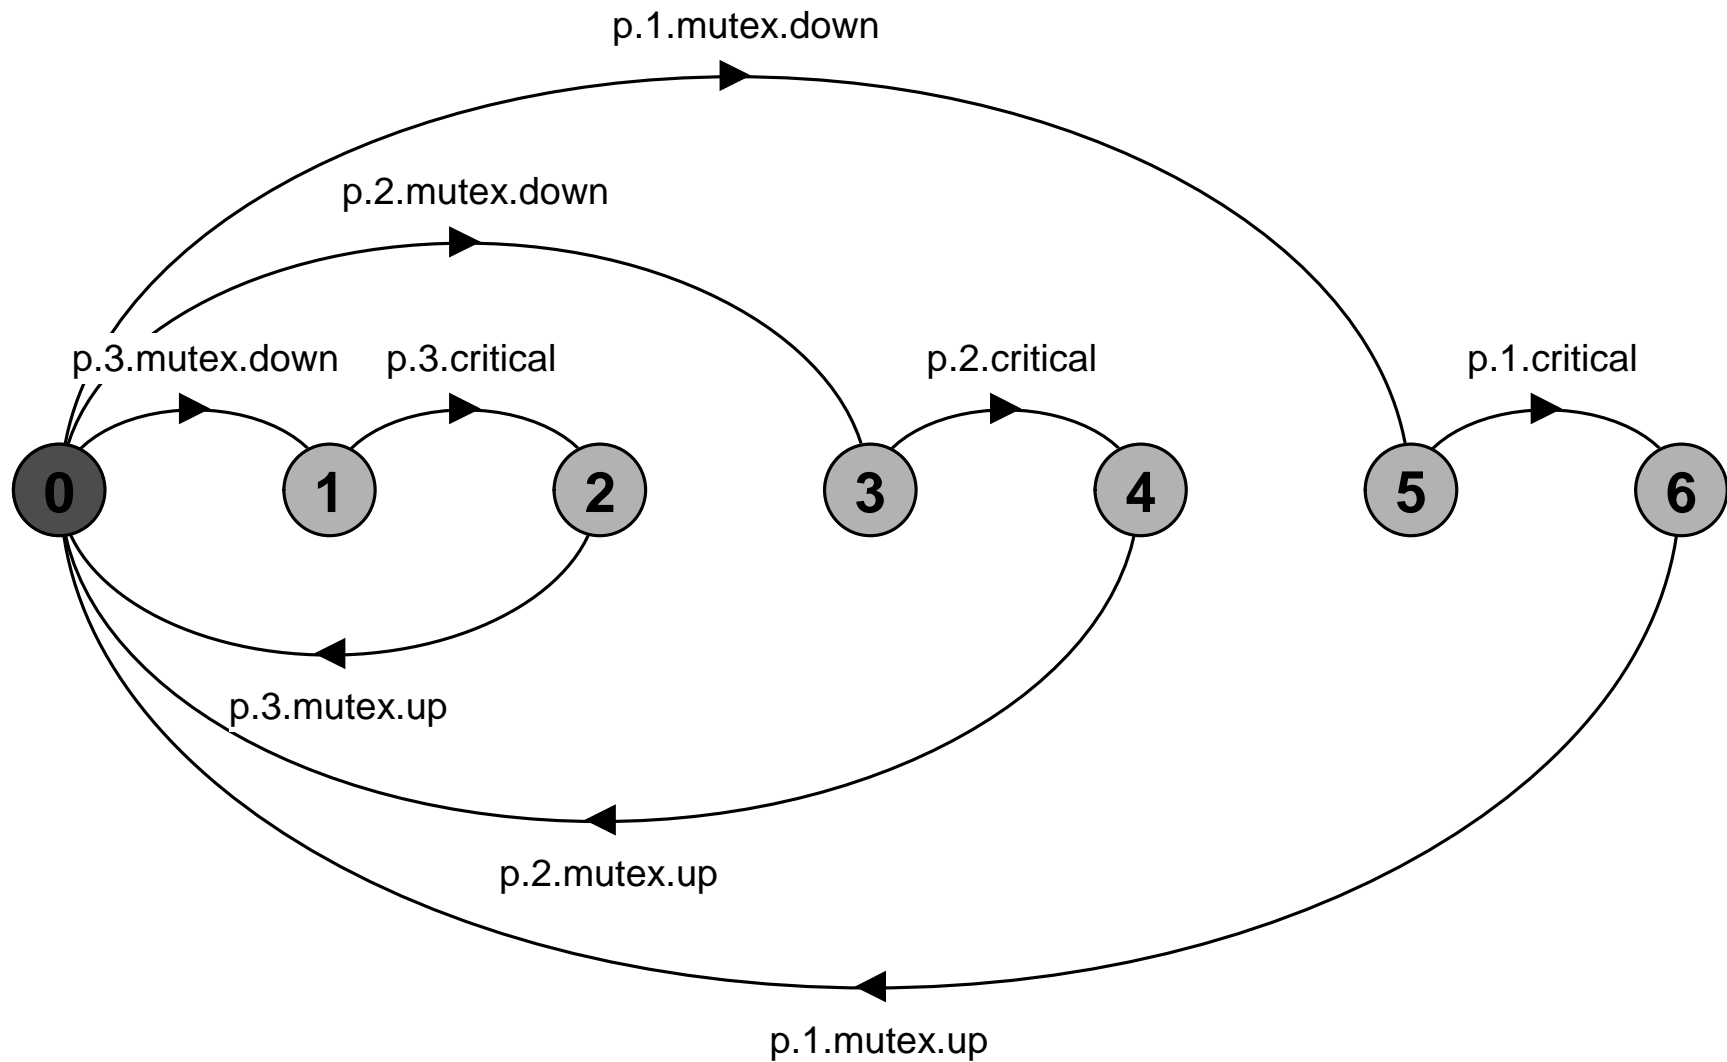 p.1.mutex.down
p.2.mutex.down
p.3.mutex.down p.3.critical p.2.critical p.1.critical
0 1 2 3 4 5 6
p.3.mutex.up
p.2.mutex.up
p.1.mutex.up